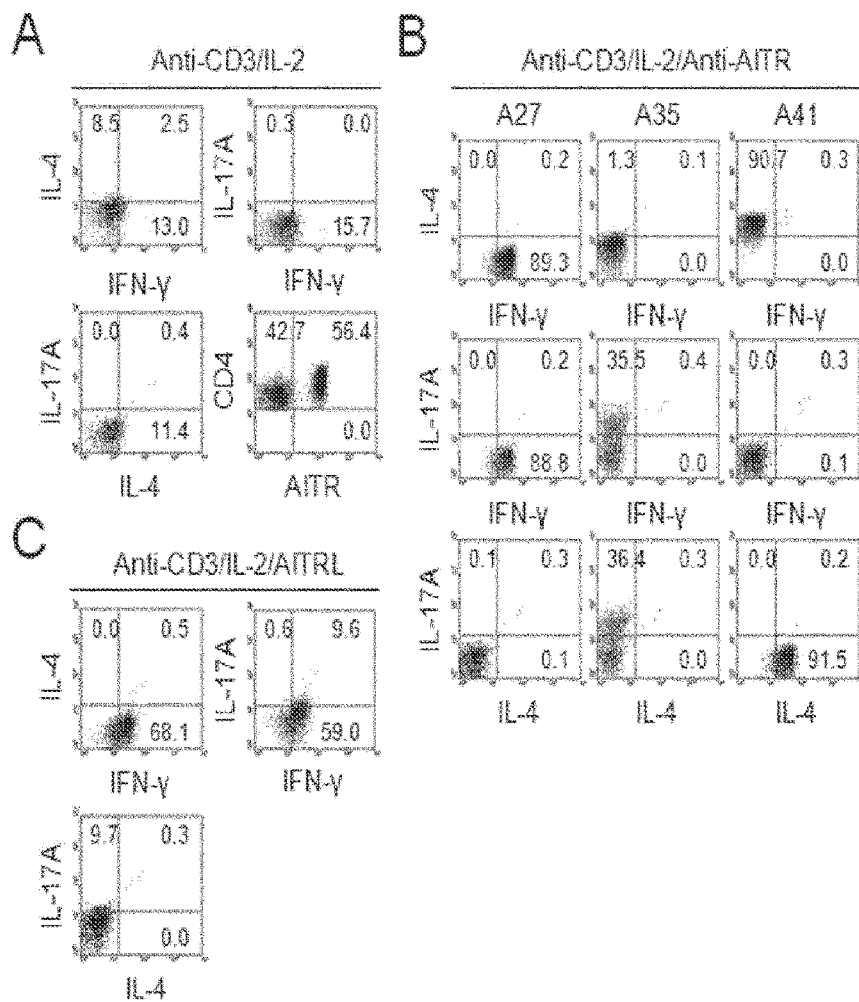 A
Anti-CD3/IL-2
IL-4
8.5 2.5
13.0
IFN-γ
IL-17A
0.3 0.0
15.7
IFN-γ
IL-17A
0.0 0.4
11.4
IL-4
CD4
42.7 56.4
0.0
AITR
B
Anti-CD3/IL-2/Anti-AITR
A27 A35 A41
IL-4
0.0 0.2
89.3
1.3 0.1
0.0
90.7 0.3
0.0
IFN-γ IFN-γ IFN-γ
IL-17A
0.0 0.2
88.8
35.5 0.4
0.0
0.0 0.3
0.1
IFN-γ IFN-γ IFN-γ
IL-17A
0.1 0.3
0.1
36.4 0.3
0.0
0.0 0.2
91.5
IL-4 IL-4 IL-4
C
Anti-CD3/IL-2/AITRL
IL-4
0.0 0.5
68.1
IFN-γ
IL-17A
0.6 9.6
59.0
IFN-γ
IL-17A
9.7 0.3
0.0
IL-4